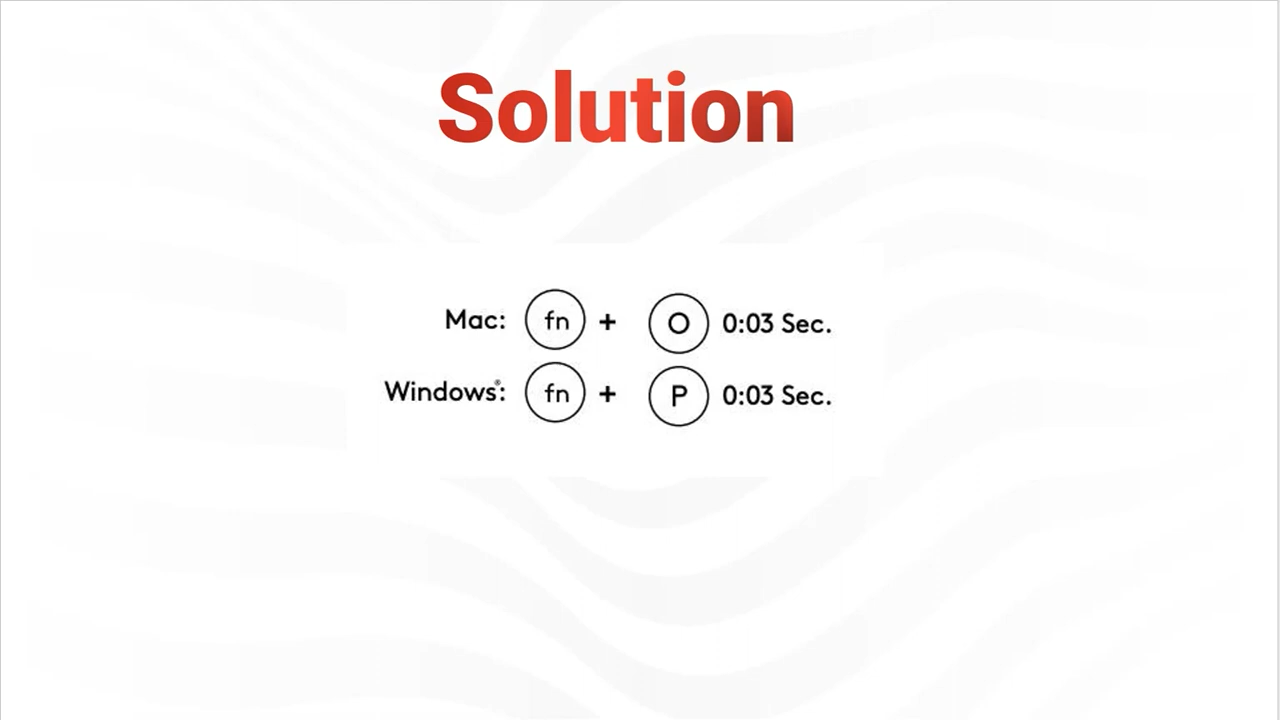 Solution
Mac: fn + O 0:03 Sec.
Windows®: fn + P 0:03 Sec.